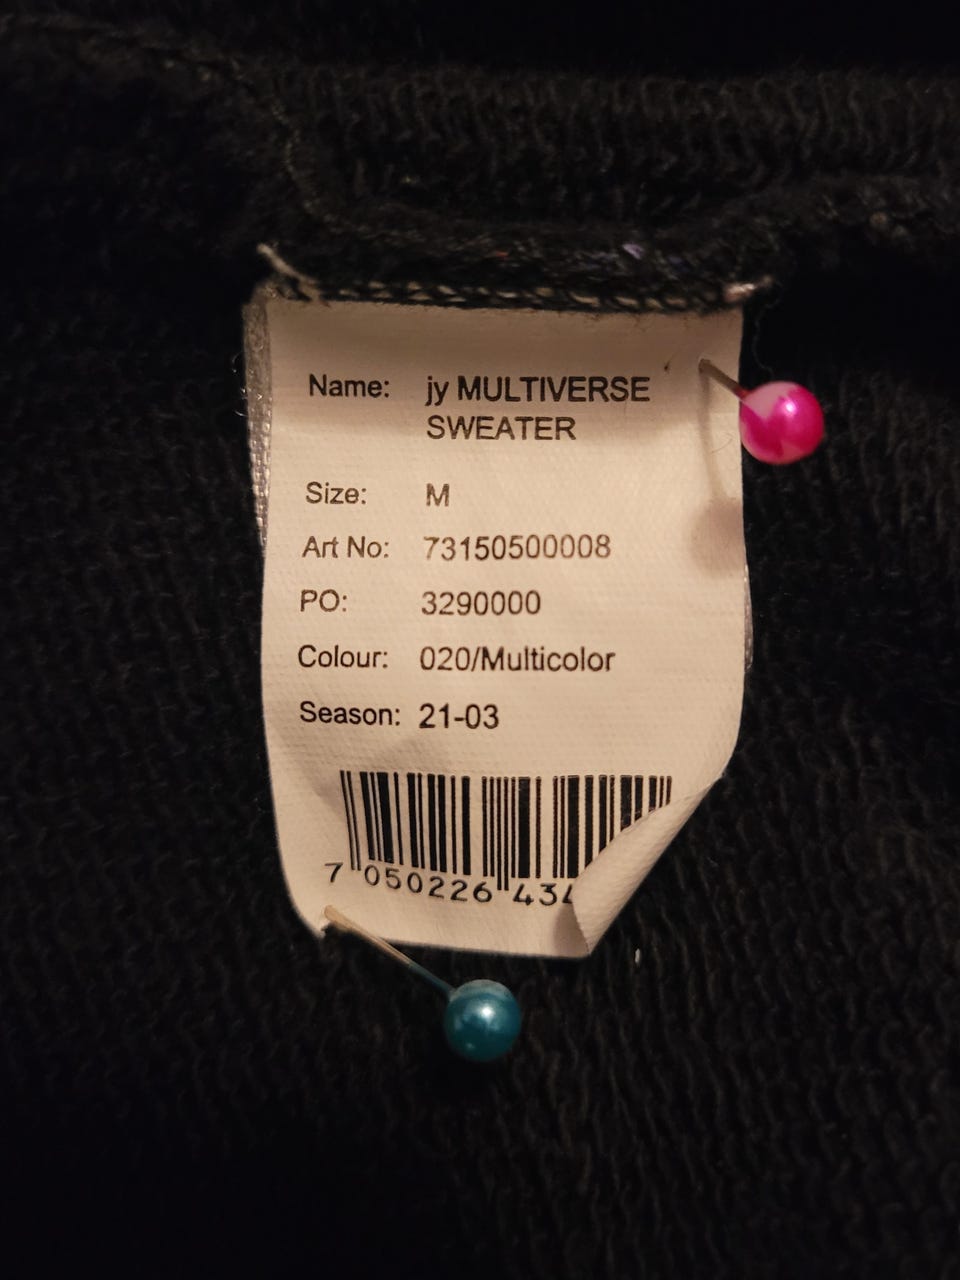 Name: jy MULTIVERSE
SWEATER
Size: M
Art No: 73150500008
PO: 3290000
Colour: 020/Multicolor
Season: 21-03
7 050226 43